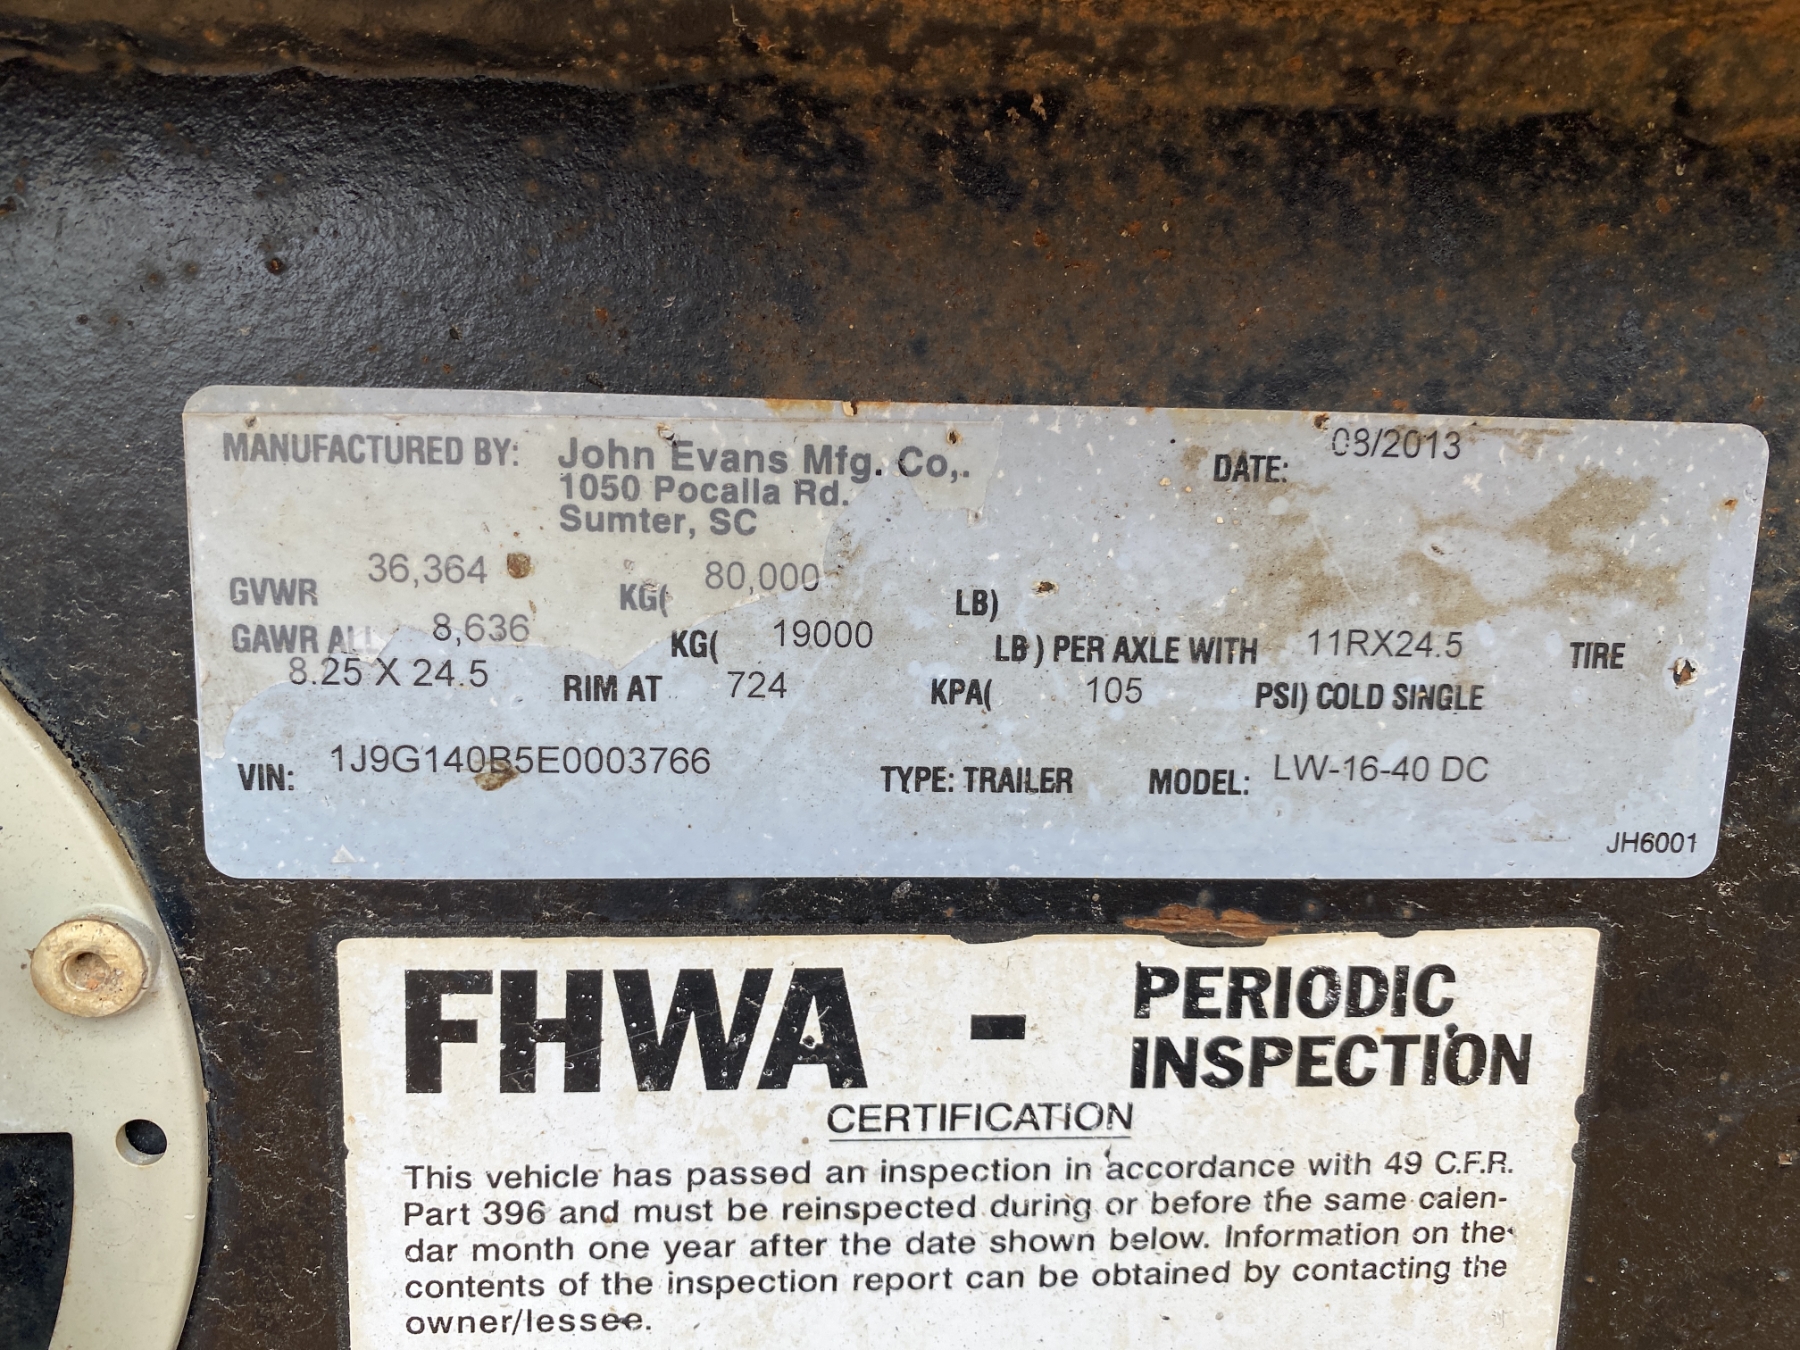 MANUFACTURED BY: John Evans Mfg. Co,. DATE: 08/2013
1050 Pocalla Rd.
Sumter, SC
GVWR 36,364 KG( 80,000 LB)
GAWR ALL 8,636 KG( 19000 LB) PER AXLE WITH 11RX24.5 TIRE
8.25 X 24.5 RIM AT 724 KPA( 105 PSI) COLD SINGLE
VIN: 1J9G140B5E0003766 TYPE: TRAILER MODEL: LW-16-40 DC
JH6001
FHWA - PERIODIC
INSPECTION
CERTIFICATION
This vehicle has passed an inspection in accordance with 49 C.F.R.
Part 396 and must be reinspected during or before the same calen-
dar month one year after the date shown below. Information on the
contents of the inspection report can be obtained by contacting the
owner/lessee.